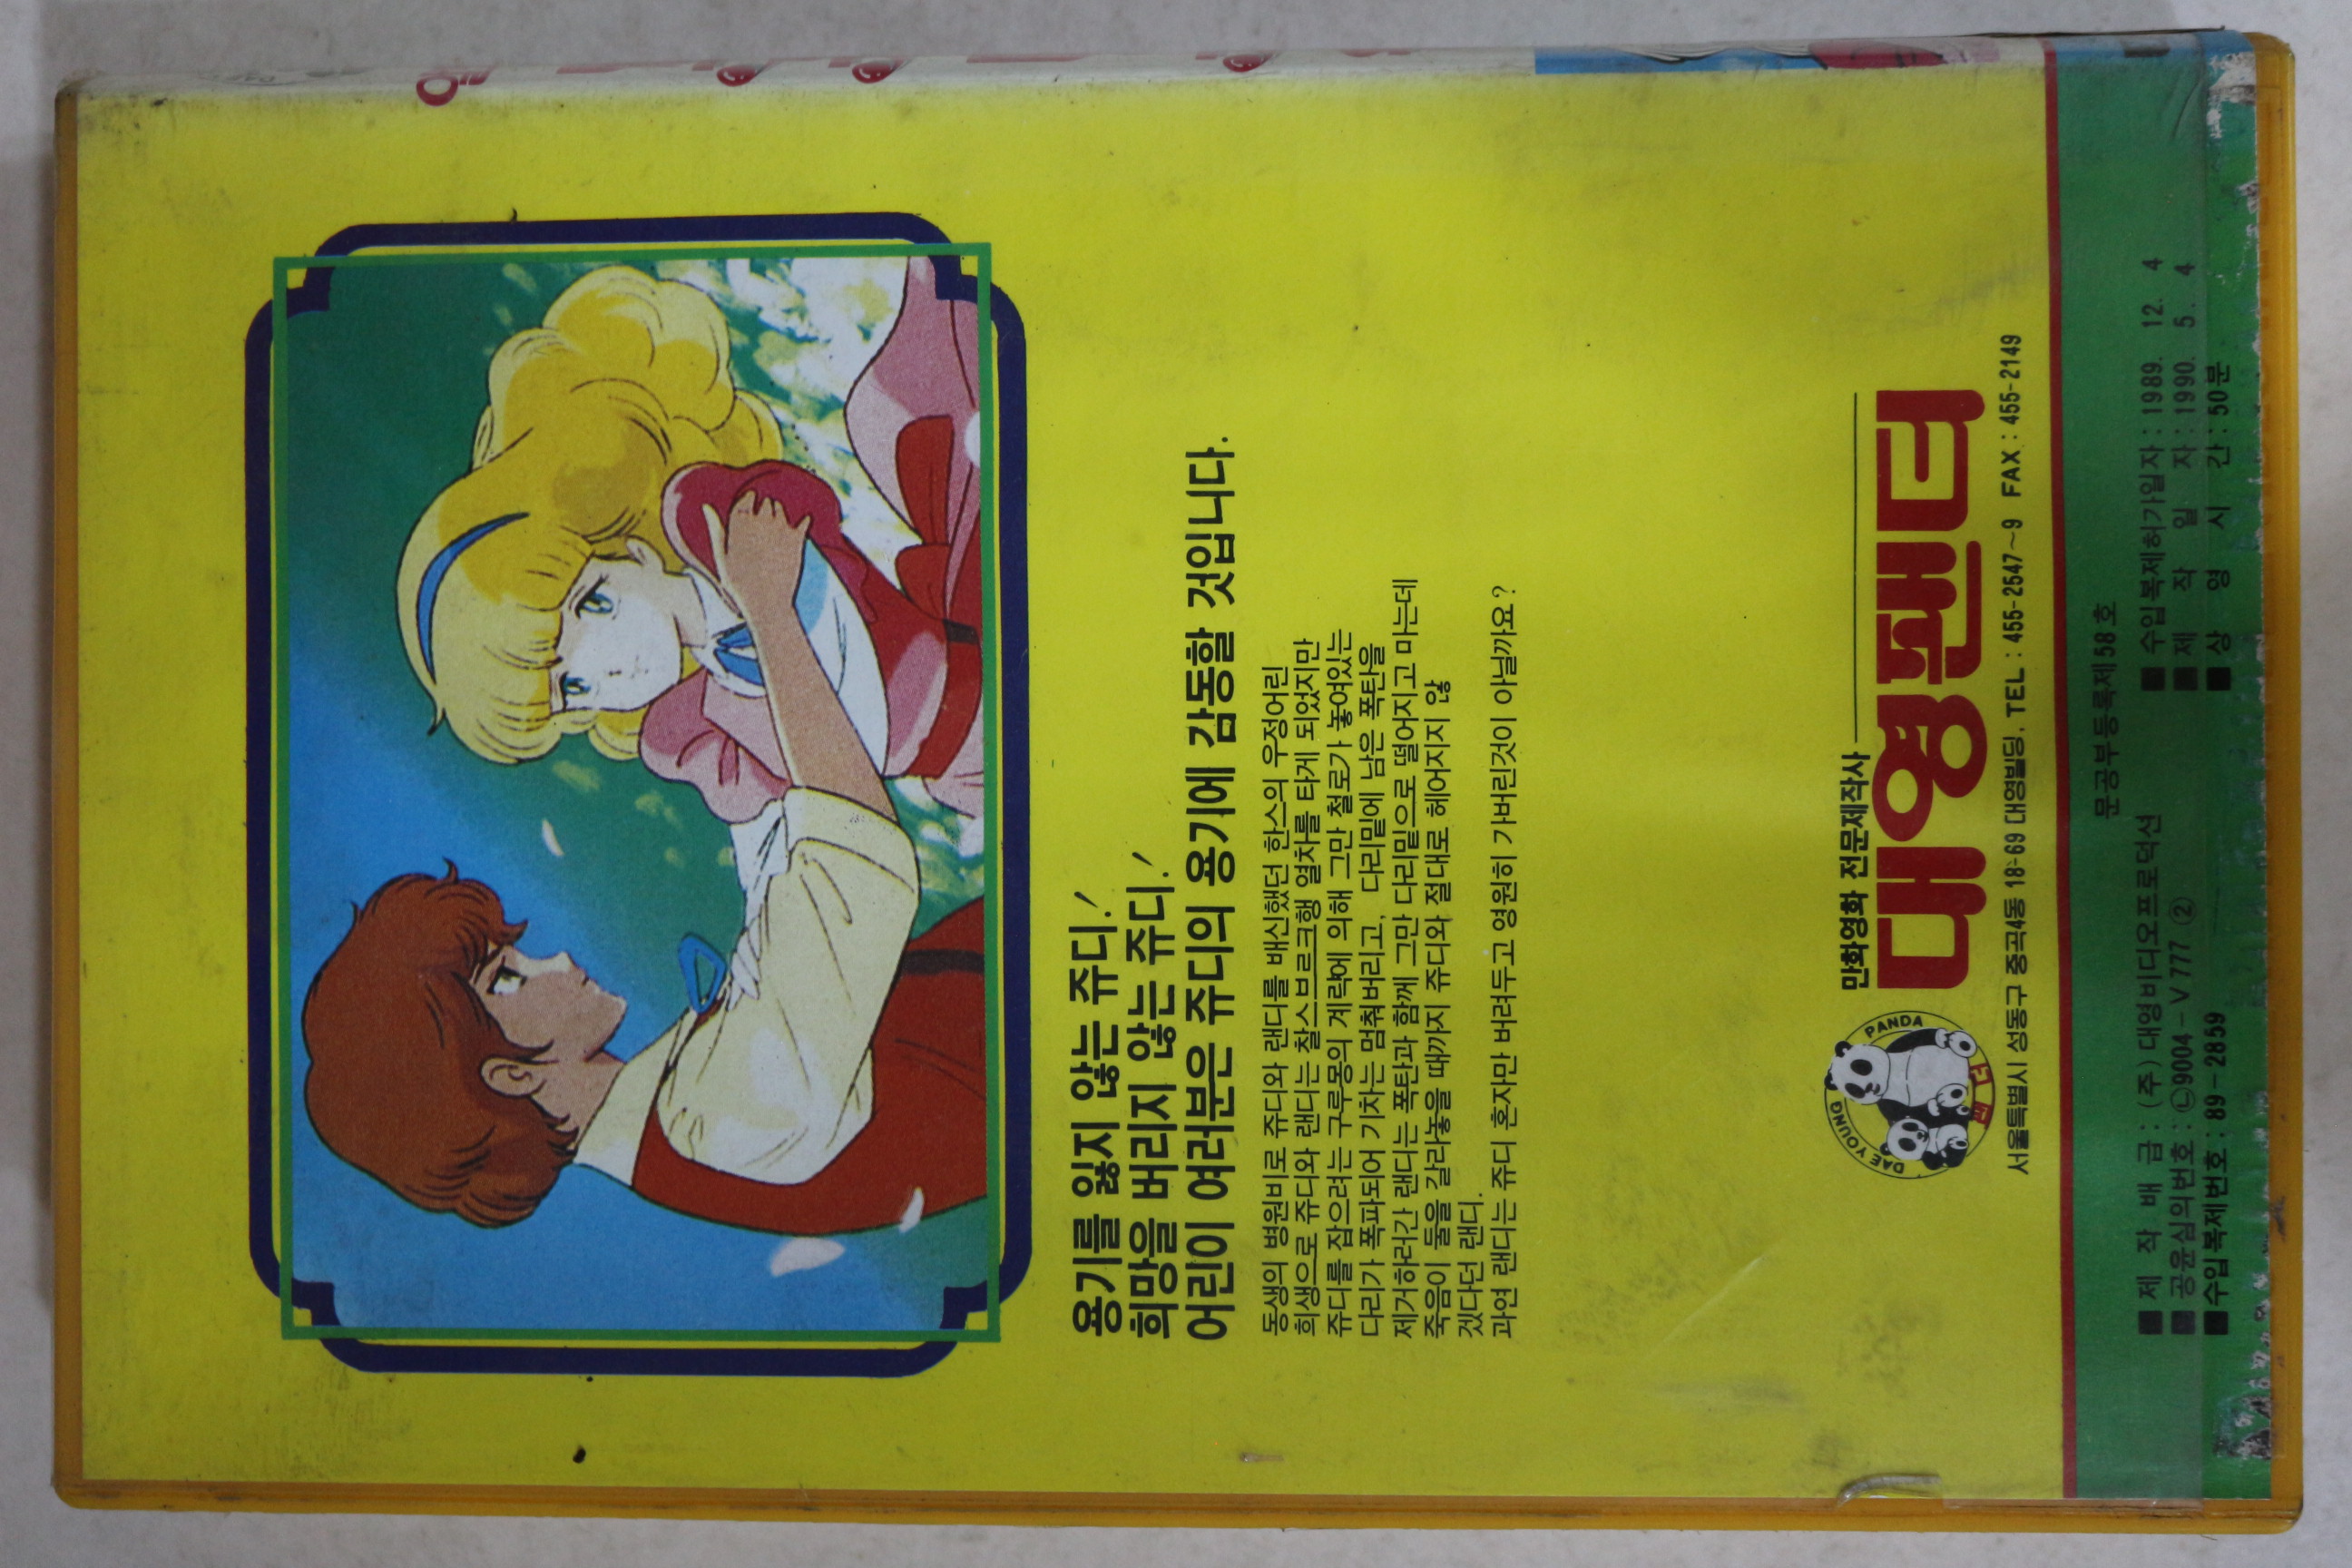 용기를 잃지 않는 쥬디!
희망을 버리지 않는 쥬디!
어린이 여러분은 쥬디의 용기에 감동할 것입니다.
동생의 병원비로 쥬디와 랜디를 배신했던 한스의 우정어린
희생으로 쥬디와 랜디는 찰스브르크행 열차를 타게 되었지만
쥬디를 잡으려는 구루몽의 계략에 의해 그만 철로가 놓여있는
다리가 폭파되어 기차는 멈춰버리고, 다리밑에 남은 폭탄을
제거하러간 랜디는 폭탄과 함께 그만 다리밑으로 떨어지고 마는데
죽음이 둘을 갈라놓을 때까지 쥬디와 절대로 헤어지지 않
겠다던 랜디.
과연 랜디는 쥬디 혼자만 버려두고 영원히 가버린것이 아닐까요?
DAE YOUNG PANDA
팬더
만화영화 전문제작사
대영팬더
서울특별시 성동구 중곡4동 18-69 대영빌딩. TEL : 455-2547~9 FAX : 455-2149
문공부등록제58호
■ 제 작 배 급 : (주)대영비디오프로덕션
■ 공윤심의번호 : ㉡9004-V777 ②
■ 수입복제번호 : 89-2859
■ 수입복제허가일자 : 1989. 12. 4
■ 제 작 일 자 : 1990. 5. 4
■ 상 영 시 간 : 50분